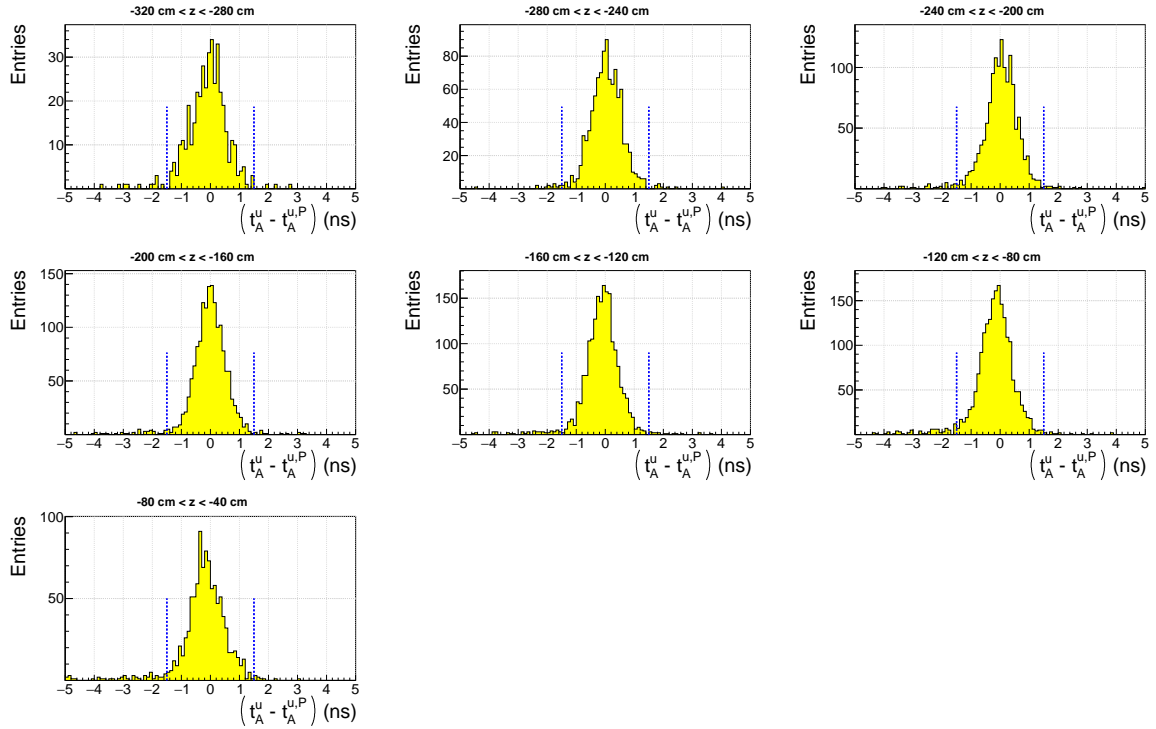 -320 cm < z < -280 cm
Entries
30
20
10
−5 −4 −3 −2 −1 0 1 2 3 4 5
(t_A^u - t_A^{u,P}) (ns)
-280 cm < z < -240 cm
Entries
80
60
40
20
−5 −4 −3 −2 −1 0 1 2 3 4 5
(t_A^u - t_A^{u,P}) (ns)
-240 cm < z < -200 cm
Entries
100
50
−5 −4 −3 −2 −1 0 1 2 3 4 5
(t_A^u - t_A^{u,P}) (ns)
-200 cm < z < -160 cm
Entries
150
100
50
−5 −4 −3 −2 −1 0 1 2 3 4 5
(t_A^u - t_A^{u,P}) (ns)
-160 cm < z < -120 cm
Entries
150
100
50
−5 −4 −3 −2 −1 0 1 2 3 4 5
(t_A^u - t_A^{u,P}) (ns)
-120 cm < z < -80 cm
Entries
150
100
50
−5 −4 −3 −2 −1 0 1 2 3 4 5
(t_A^u - t_A^{u,P}) (ns)
-80 cm < z < -40 cm
Entries
100
50
−5 −4 −3 −2 −1 0 1 2 3 4 5
(t_A^u - t_A^{u,P}) (ns)